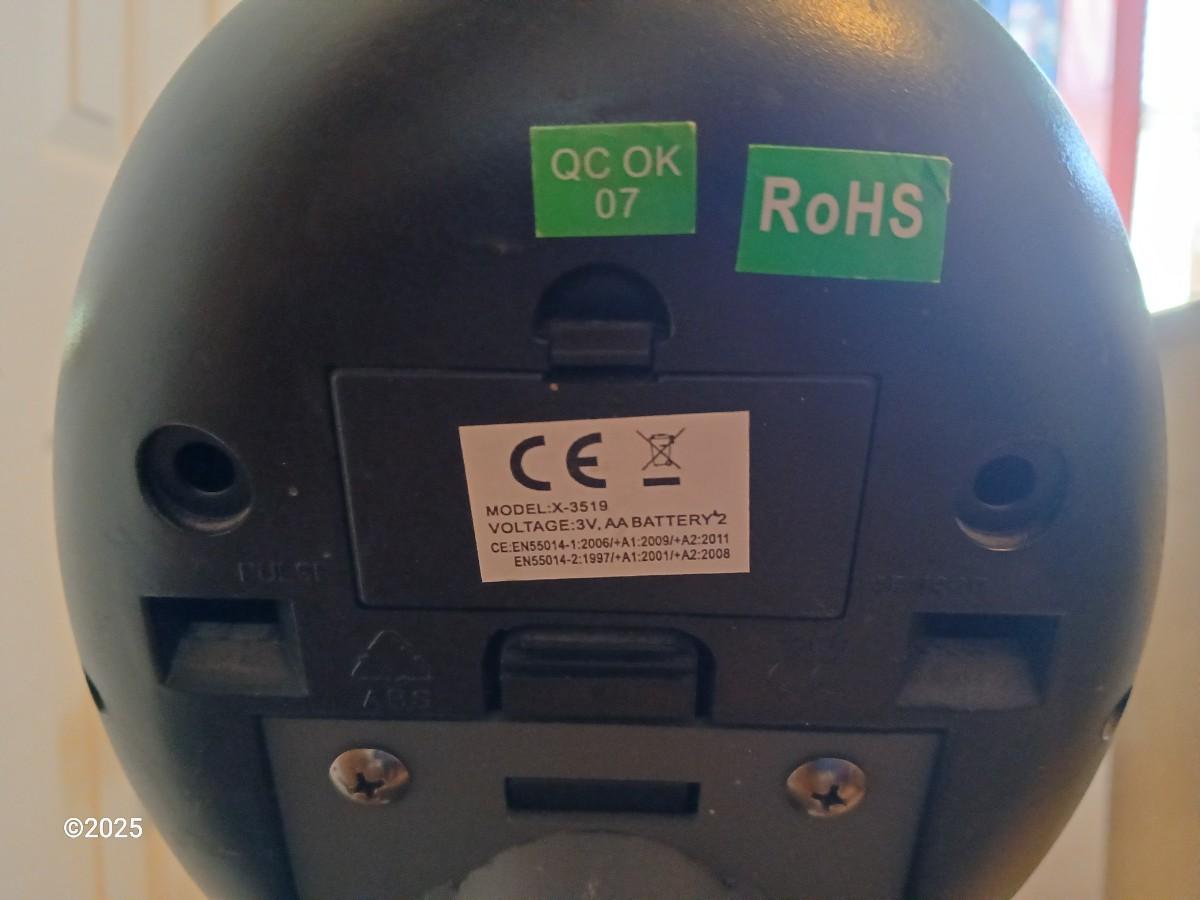 QC OK
07
RoHS
CE
MODEL:X-3519
VOLTAGE:3V, AA BATTERY*2
CE:EN55014-1:2006/+A1:2009/+A2:2011
EN55014-2:1997/+A1:2001/+A2:2008
PULSE
ABS
©2025